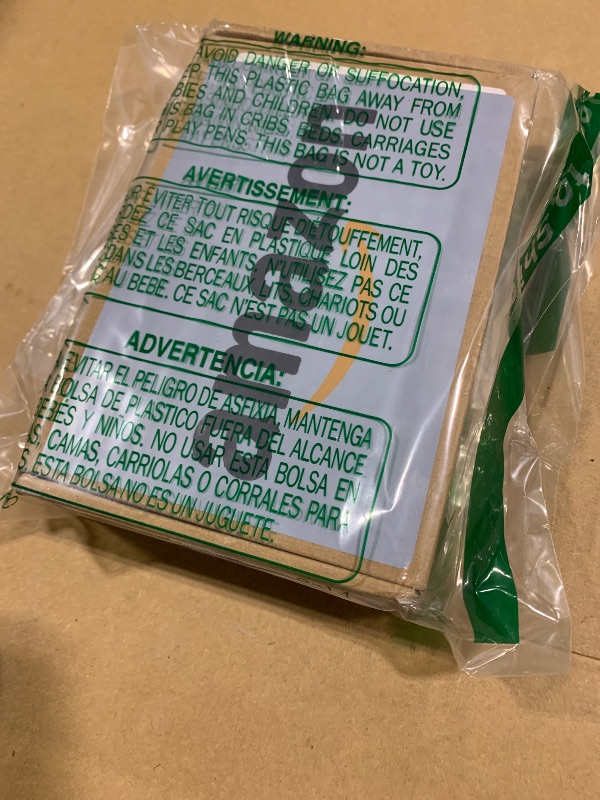 WARNING:
AVOID DANGER OF SUFFOCATION,
THIS PLASTIC BAG AWAY FROM
AND CHILDREN. DO NOT USE
BAG IN CRIBS, BEDS, CARRIAGES
PLAY PENS. THIS BAG IS NOT A TOY.
AVERTISSEMENT:
ÉVITER TOUT RISQUE D'ÉTOUFFEMENT,
CE SAC EN PLASTIQUE LOIN DES
ET LES ENFANTS. N'UTILISEZ PAS CE
DANS LES BERCEAUX, LITS, CHARIOTS OU
AU BEBE. CE SAC N'EST PAS UN JOUET.
ADVERTENCIA:
EVITAR EL PELIGRO DE ASFIXIA, MANTENGA
BOLSA DE PLASTICO FUERA DEL ALCANCE
BEBÉS Y NIÑOS. NO USAR ESTA BOLSA EN
CAMAS, CARRIOLAS O CORRALES PARA
ESTA BOLSA NO ES UN JUGUETE.
amazon